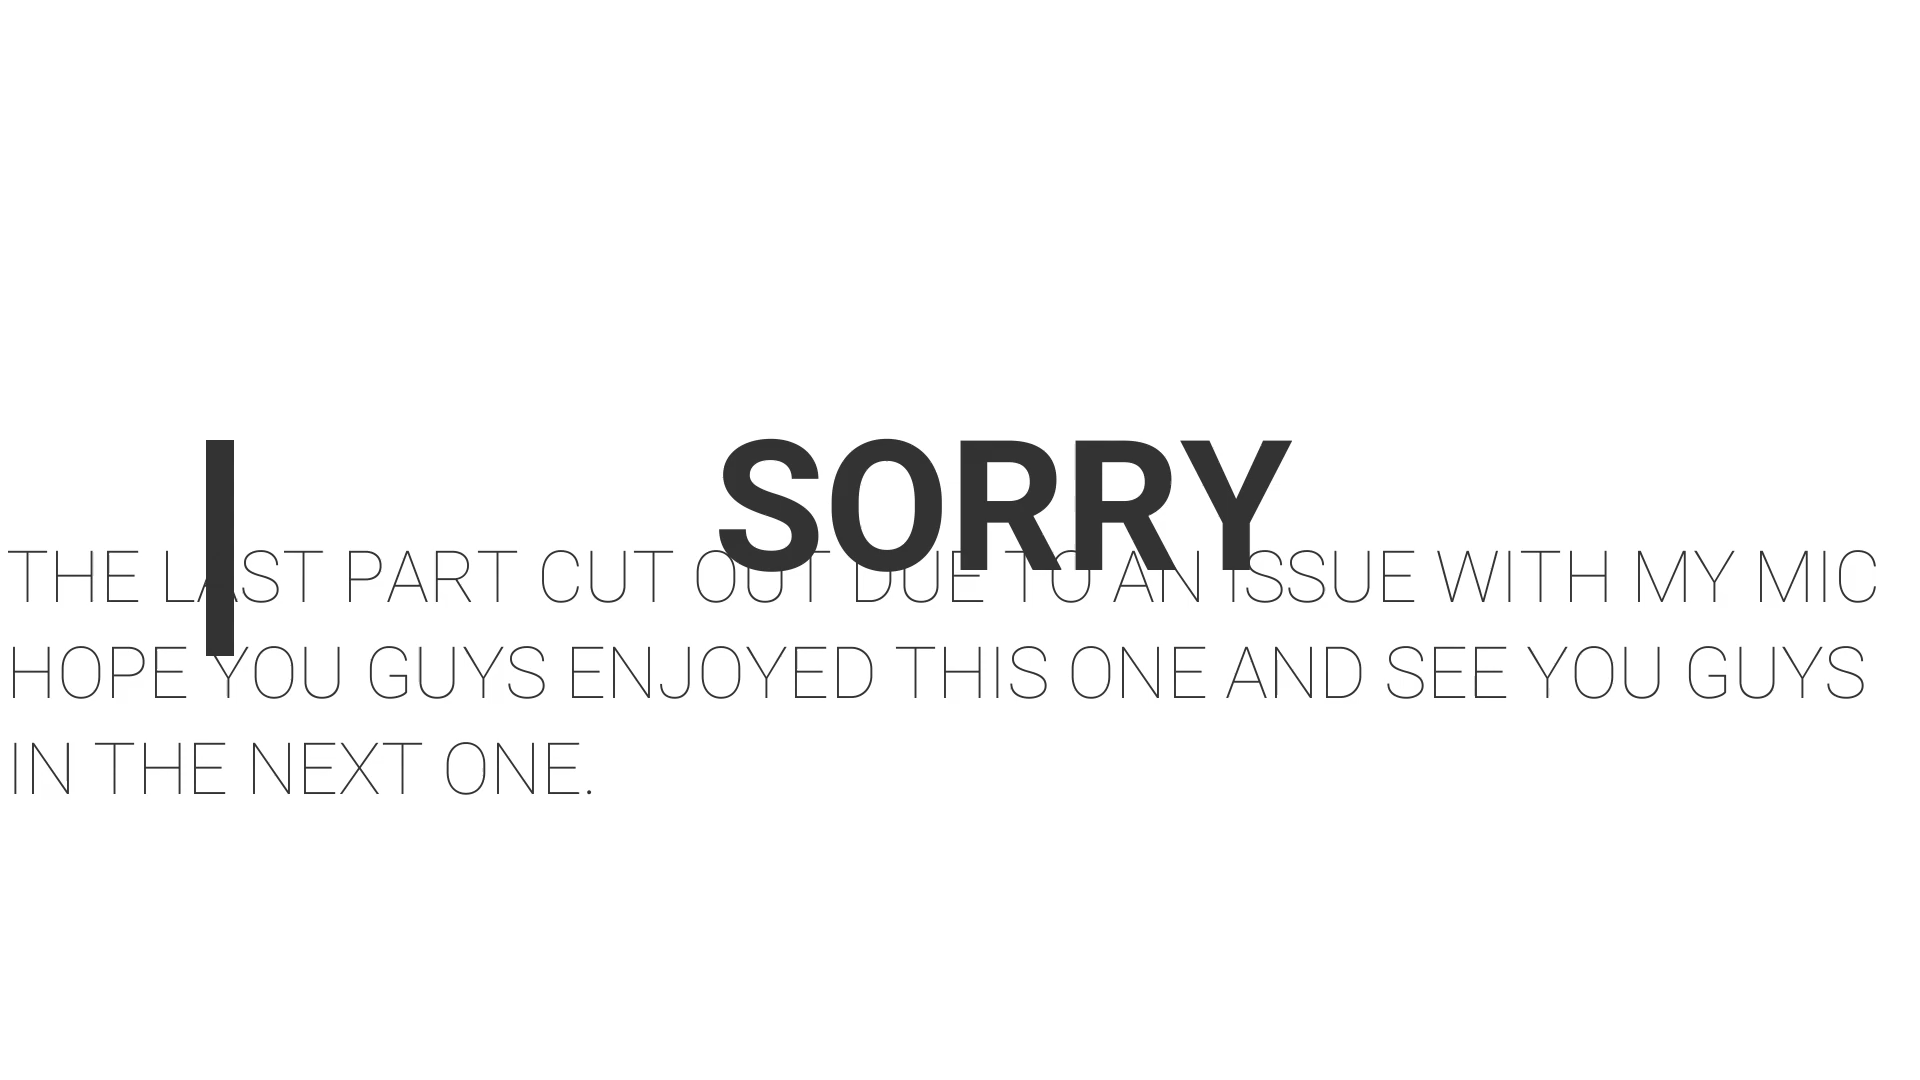 SORRY
THE LAST PART CUT OUT DUE TO AN ISSUE WITH MY MIC
HOPE YOU GUYS ENJOYED THIS ONE AND SEE YOU GUYS
IN THE NEXT ONE.